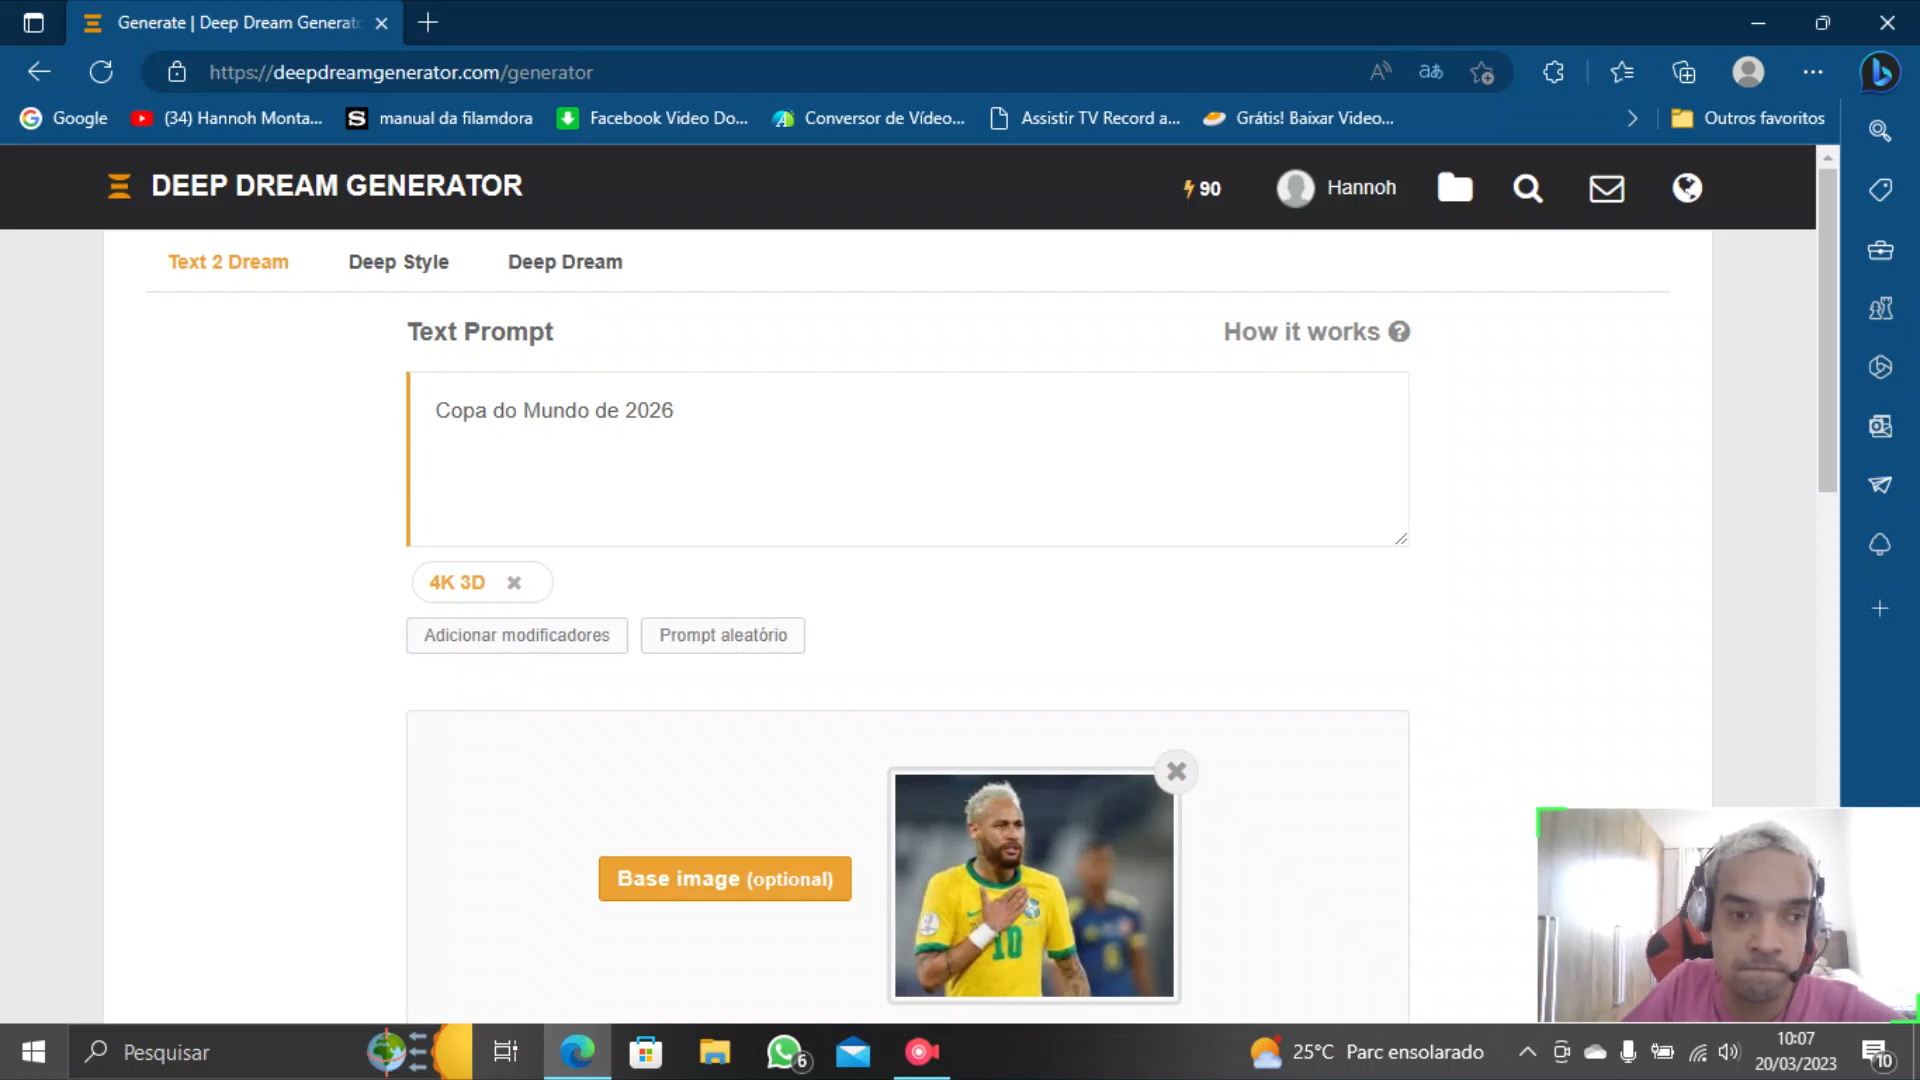 Generate | Deep Dream Generat
https://deepdreamgenerator.com/generator
Google
(34) Hannoh Monta...
manual da filamdora
Facebook Video Do...
Conversor de Vídeo...
Assistir TV Record a...
Grátis! Baixar Video...
Outros favoritos
DEEP DREAM GENERATOR
90
Hannoh
Text 2 Dream
Deep Style
Deep Dream
Text Prompt
How it works
Copa do Mundo de 2026
4K 3D
Adicionar modificadores
Prompt aleatório
Base image (optional)
10
Pesquisar
6
25°C Parc ensolarado
10:07
20/03/2023
10